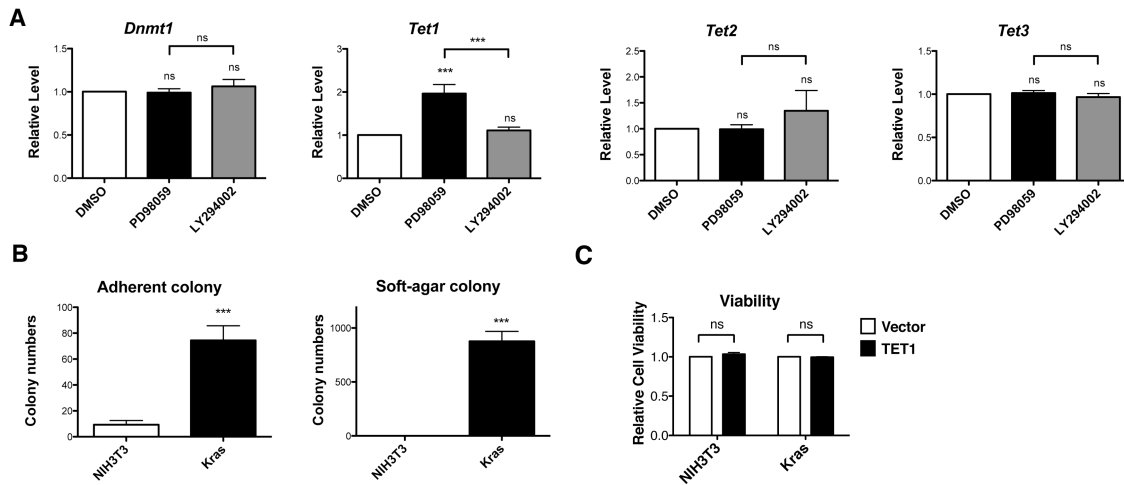 A
Dnmt1
Relative Level
1.5
1.0
0.5
0.0
ns
ns
ns
DMSO
PD98059
LY294002
Tet1
Relative Level
3
2
1
0
***
***
ns
DMSO
PD98059
LY294002
Tet2
Relative Level
2.5
2.0
1.5
1.0
0.5
0.0
ns
ns
ns
DMSO
PD98059
LY294002
Tet3
Relative Level
1.5
1.0
0.5
0.0
ns
ns
ns
DMSO
PD98059
LY294002
B
Adherent colony
Colony numbers
100
80
60
40
20
0
***
NIH3T3
Kras
Soft-agar colony
Colony numbers
1000
500
0
***
NIH3T3
Kras
C
Viability
Relative Cell Viability
1.5
1.0
0.5
0.0
ns
ns
NIH3T3
Kras
Vector
TET1